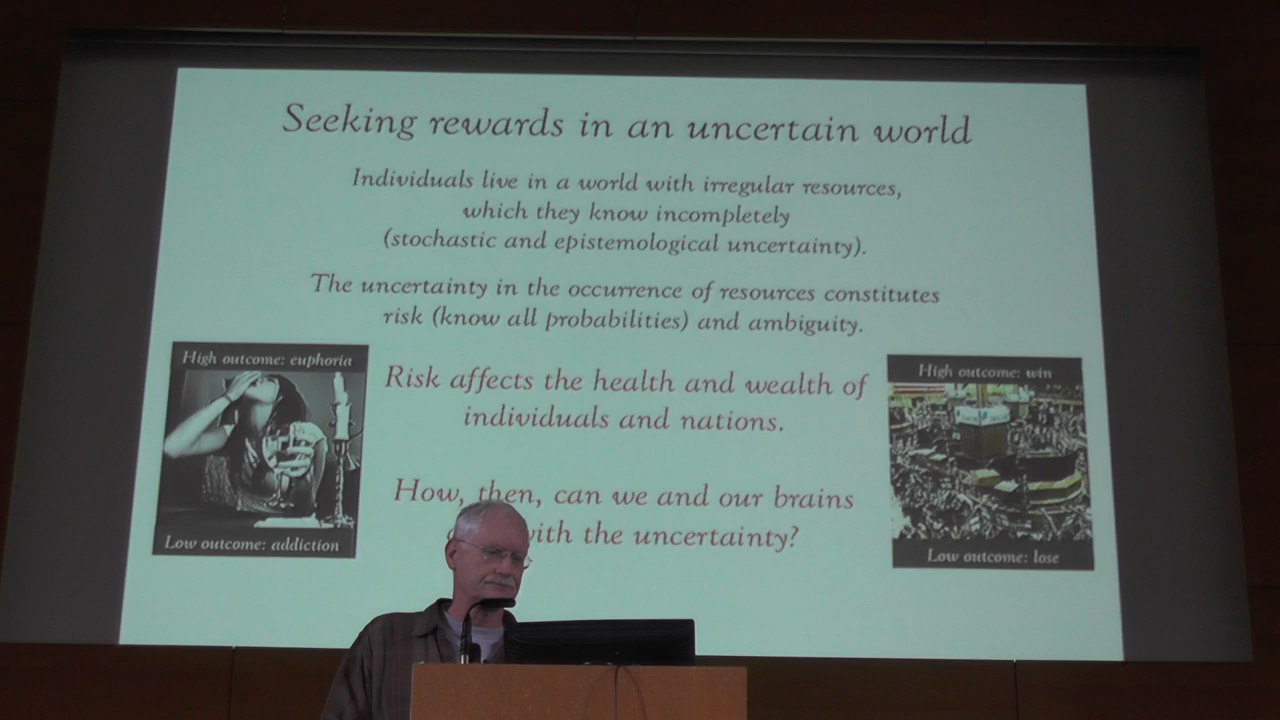 Seeking rewards in an uncertain world
Individuals live in a world with irregular resources,
which they know incompletely
(stochastic and epistemological uncertainty).
The uncertainty in the occurrence of resources constitutes
risk (know all probabilities) and ambiguity.
High outcome: euphoria
Low outcome: addiction
Risk affects the health and wealth of
individuals and nations.
How, then, can we and our brains
with the uncertainty?
High outcome: win
Low outcome: lose